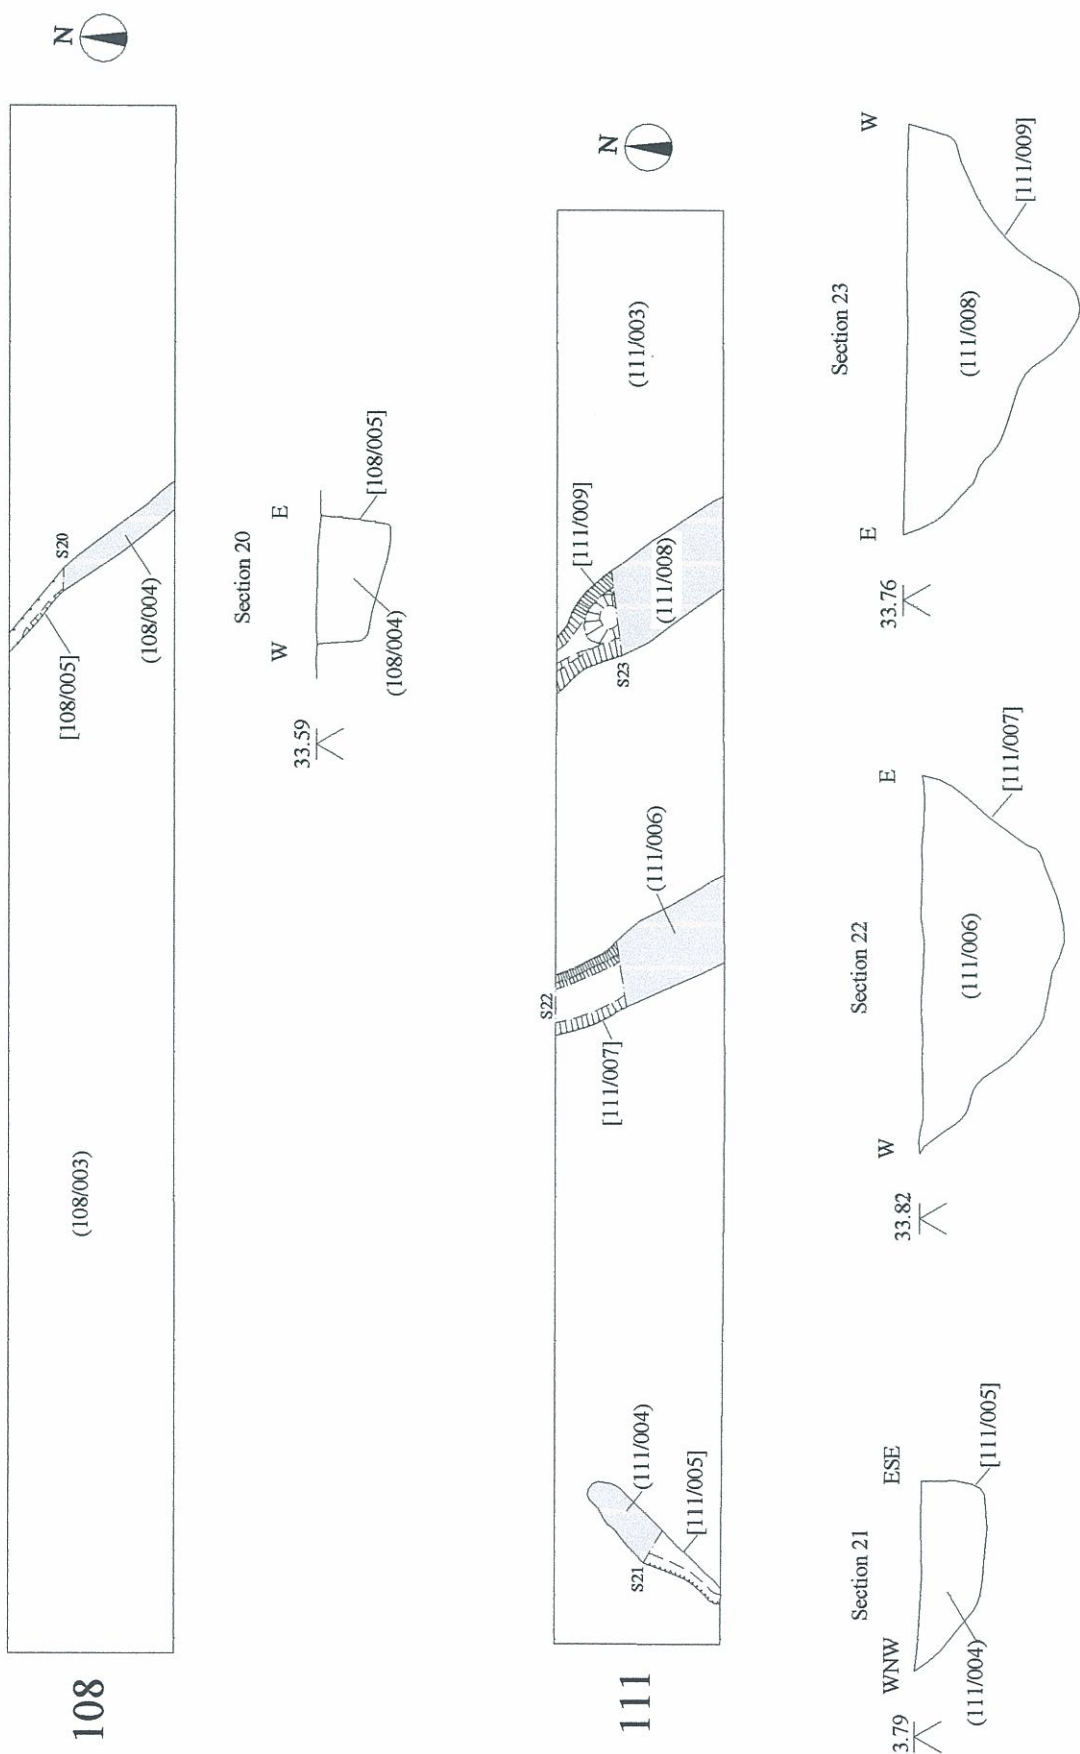 108
N
(108/003)
[108/005]
(108/004)
S20
Section 20
W
E
33.59
(108/004)
[108/005]
111
N
S21
(111/004)
[111/005]
S22
[111/007]
(111/006)
S23
[111/009]
(111/008)
(111/003)
Section 21
WNW
ESE
3.79
(111/004)
[111/005]
Section 22
W
E
33.82
(111/006)
[111/007]
Section 23
E
W
33.76
(111/008)
[111/009]